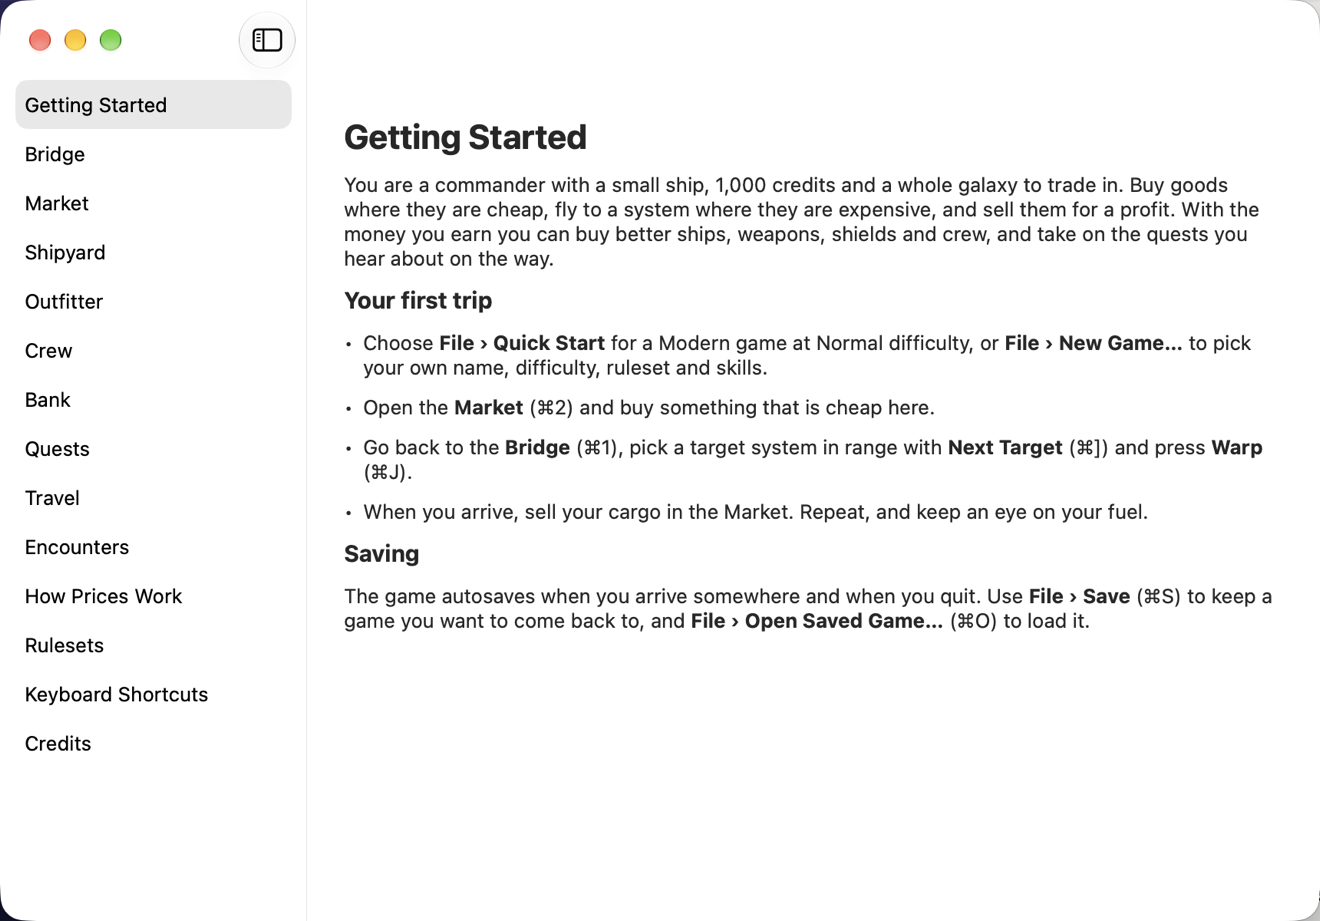 Getting Started
Bridge
Market
Shipyard
Outfitter
Crew
Bank
Quests
Travel
Encounters
How Prices Work
Rulesets
Keyboard Shortcuts
Credits
Getting Started
You are a commander with a small ship, 1,000 credits and a whole galaxy to trade in. Buy goods
where they are cheap, fly to a system where they are expensive, and sell them for a profit. With the
money you earn you can buy better ships, weapons, shields and crew, and take on the quests you
hear about on the way.
Your first trip
• Choose File › Quick Start for a Modern game at Normal difficulty, or File › New Game... to pick
your own name, difficulty, ruleset and skills.
• Open the Market (⌘2) and buy something that is cheap here.
• Go back to the Bridge (⌘1), pick a target system in range with Next Target (⌘]) and press Warp
(⌘J).
• When you arrive, sell your cargo in the Market. Repeat, and keep an eye on your fuel.
Saving
The game autosaves when you arrive somewhere and when you quit. Use File › Save (⌘S) to keep a
game you want to come back to, and File › Open Saved Game... (⌘O) to load it.